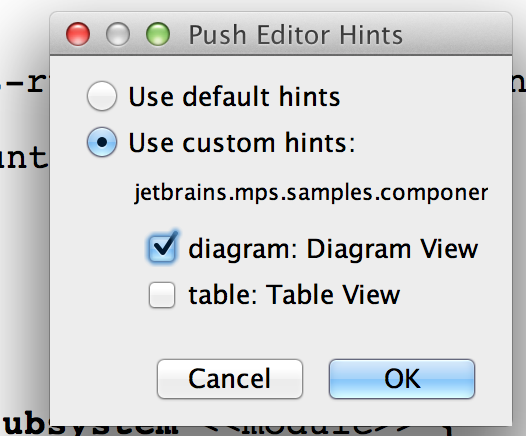 Push Editor Hints
Use default hints
Use custom hints:
jetbrains.mps.samples.componer
diagram: Diagram View
table: Table View
Cancel OK
ubsystem <<module>> {